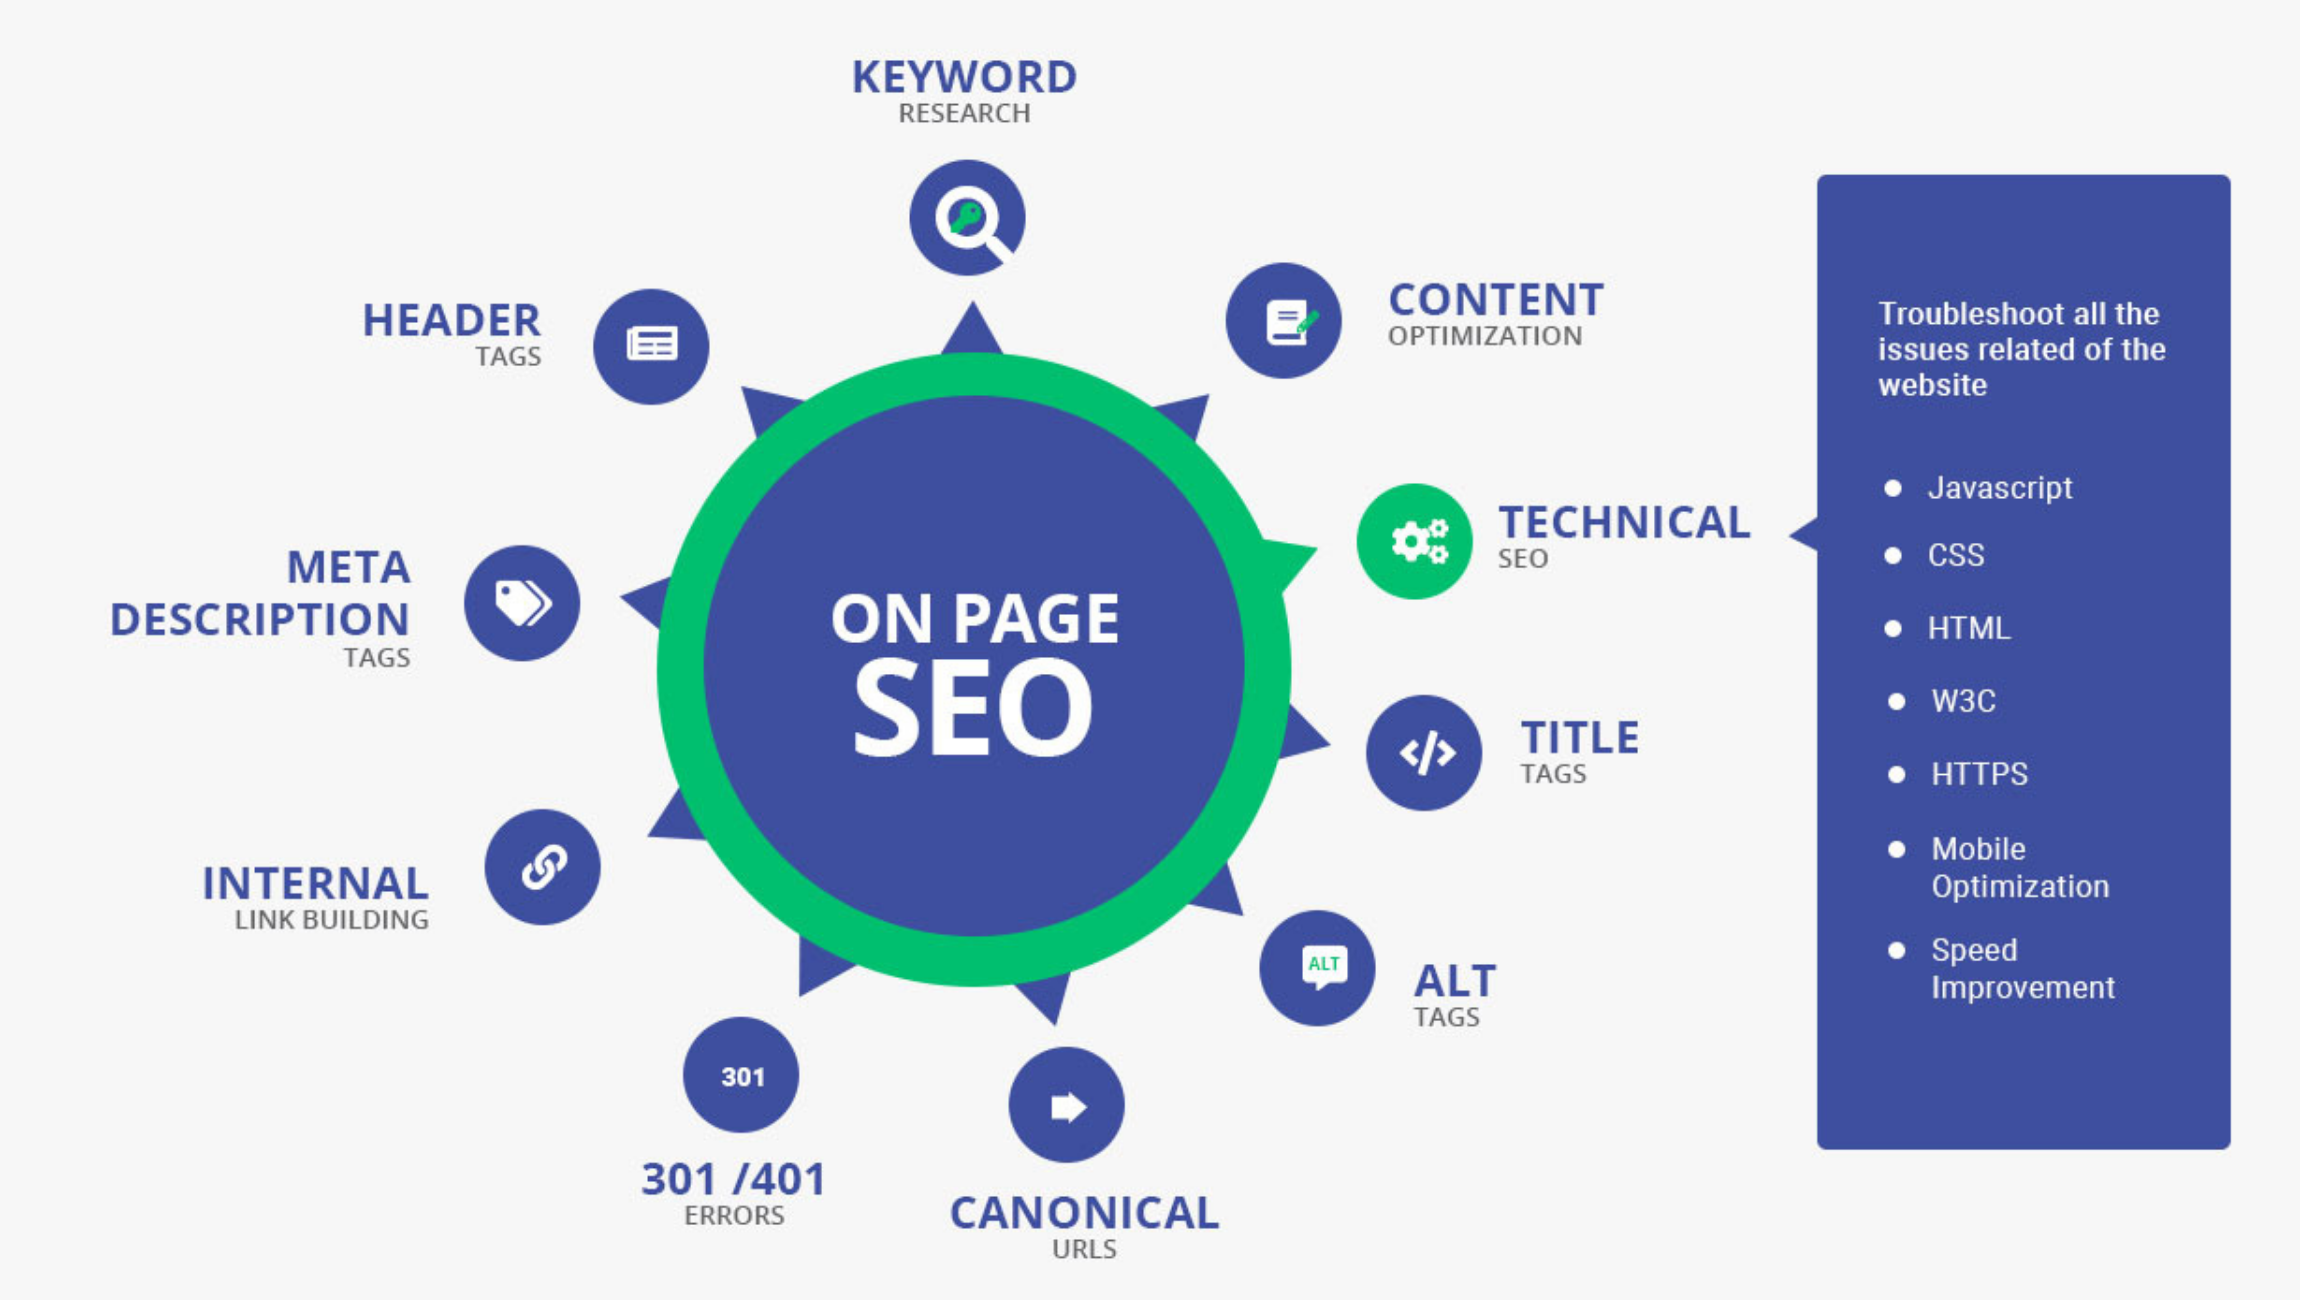 KEYWORD
RESEARCH
CONTENT
OPTIMIZATION
TECHNICAL
SEO
TITLE
TAGS
ALT
ALT
TAGS
CANONICAL
URLS
301
301 /401
ERRORS
INTERNAL
LINK BUILDING
META
DESCRIPTION
TAGS
HEADER
TAGS
ON PAGE
SEO
Troubleshoot all the
issues related of the
website
Javascript
CSS
HTML
W3C
HTTPS
Mobile
Optimization
Speed
Improvement